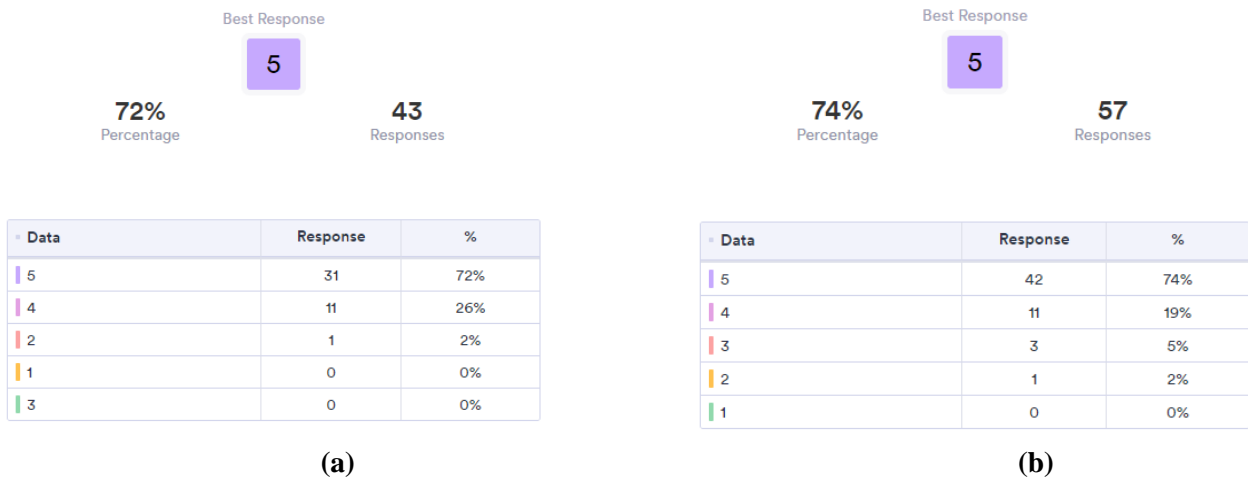 Best Response
5
72%
Percentage
43
Responses
Data Response %
5 31 72%
4 11 26%
2 1 2%
1 0 0%
3 0 0%
(a)
Best Response
5
74%
Percentage
57
Responses
Data Response %
5 42 74%
4 11 19%
3 3 5%
2 1 2%
1 0 0%
(b)